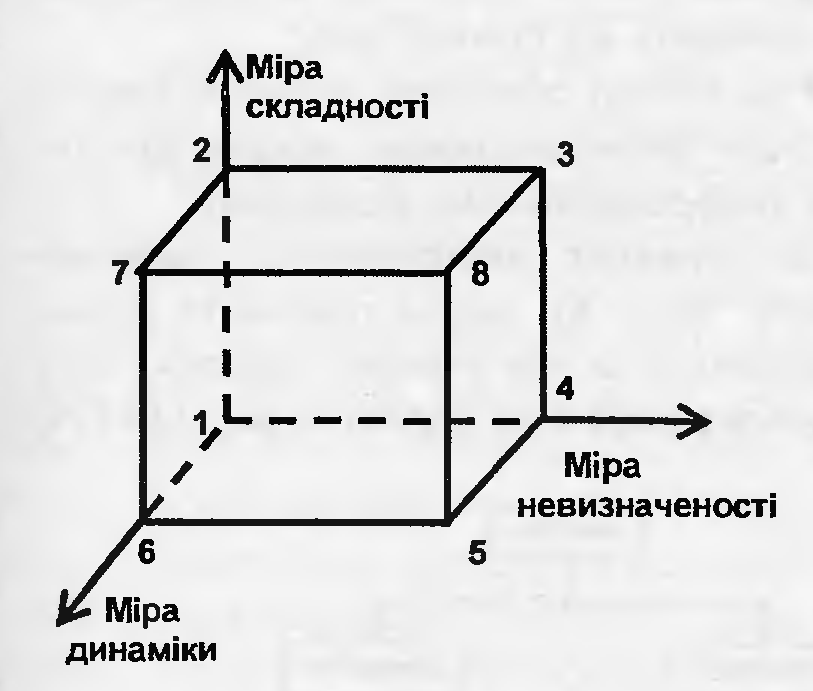 Міра
складності
2
3
7
8
4
1
Міра
невизначеності
6
5
Міра
динаміки